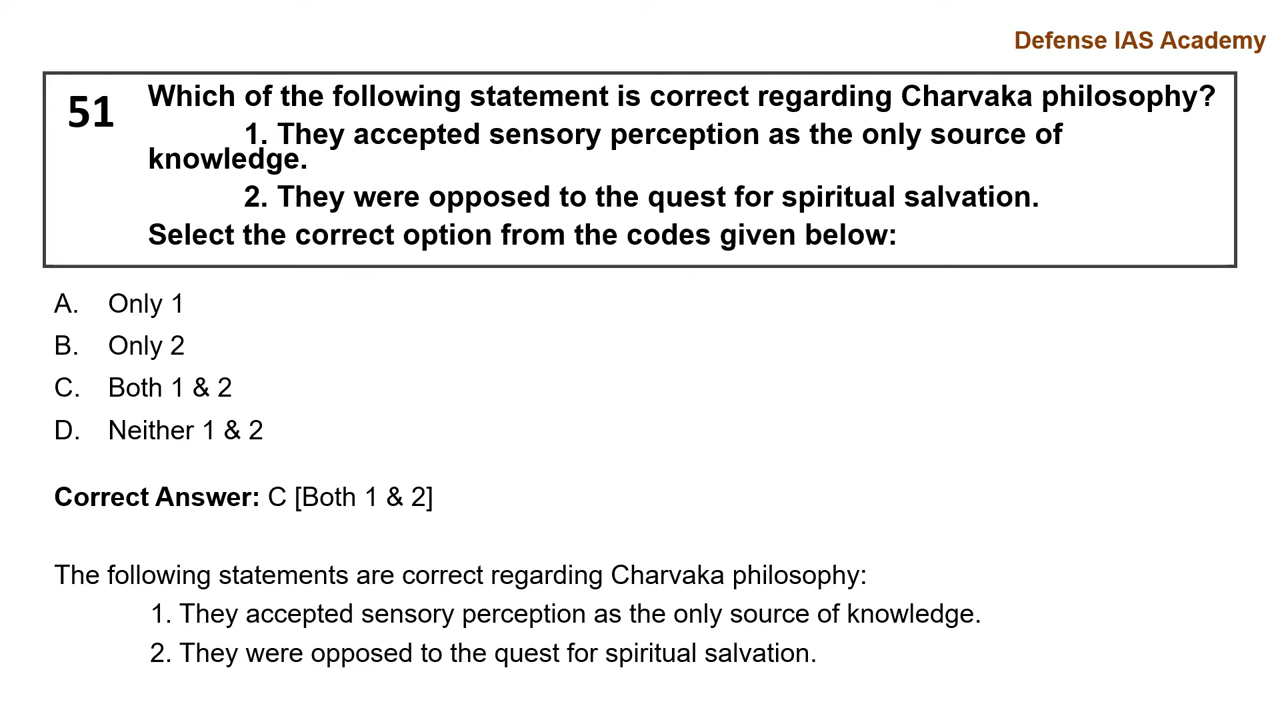 Defense IAS Academy
51
Which of the following statement is correct regarding Charvaka philosophy?
1. They accepted sensory perception as the only source of
knowledge.
2. They were opposed to the quest for spiritual salvation.
Select the correct option from the codes given below:
A. Only 1
B. Only 2
C. Both 1 & 2
D. Neither 1 & 2
Correct Answer: C [Both 1 & 2]
The following statements are correct regarding Charvaka philosophy:
1. They accepted sensory perception as the only source of knowledge.
2. They were opposed to the quest for spiritual salvation.